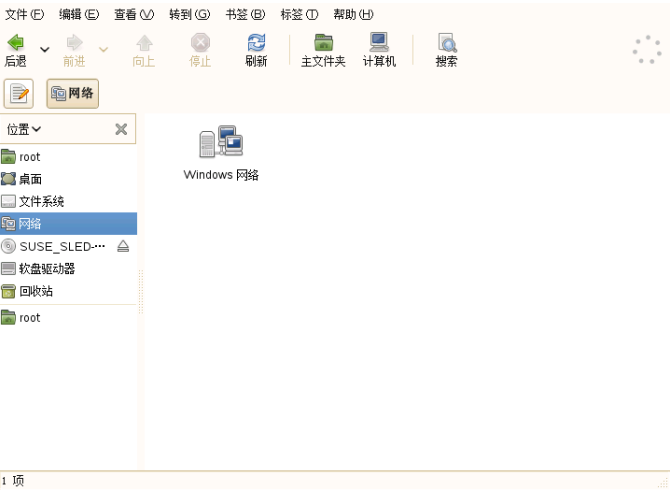 文件(F) 编辑(E) 查看(V) 转到(G) 书签(B) 标签(T) 帮助(H)
后退 前进 向上 停止 刷新 主文件夹 计算机 搜索
网络
位置
root
桌面
文件系统
网络
SUSE_SLED-...
软盘驱动器
回收站
root
Windows 网络
1 项